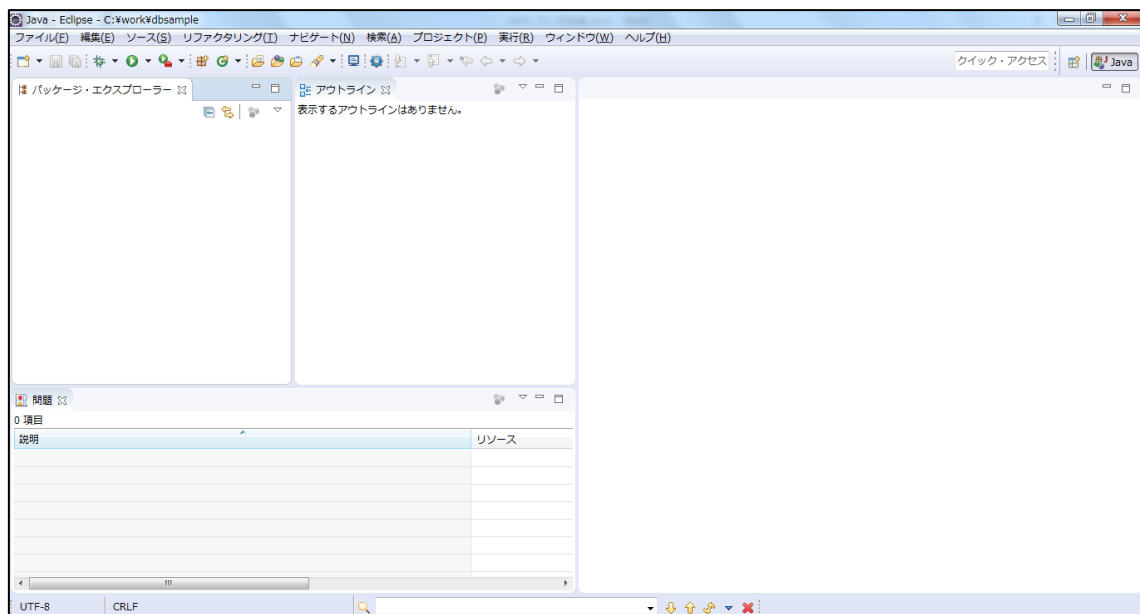 Java - Eclipse - C:¥work¥dbsample
ファイル(F) 編集(E) ソース(S) リファクタリング(T) ナビゲート(N) 検索(A) プロジェクト(P) 実行(R) ウィンドウ(W) ヘルプ(H)
クイック・アクセス
Java
パッケージ・エクスプローラー
アウトライン
表示するアウトラインはありません。
問題
0 項目
説明 リソース
UTF-8 CRLF